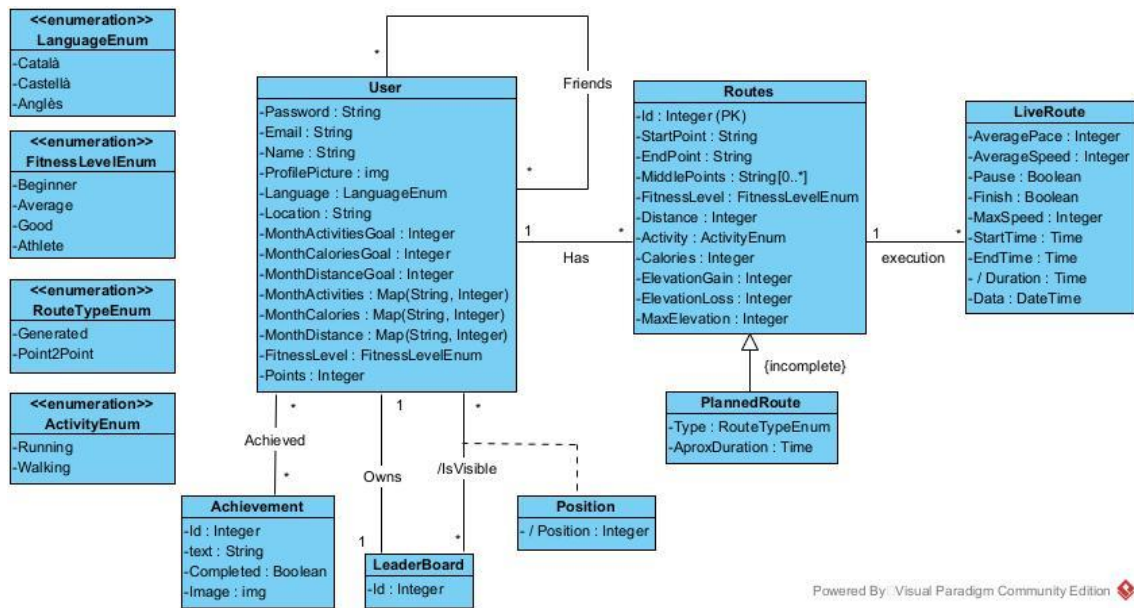 <<enumeration>>
LanguageEnum
-Català
-Castellà
-Anglès
<<enumeration>>
FitnessLevelEnum
-Beginner
-Average
-Good
-Athlete
<<enumeration>>
RouteTypeEnum
-Generated
-Point2Point
<<enumeration>>
ActivityEnum
-Running
-Walking
*
Friends
*
User
-Password : String
-Email : String
-Name : String
-ProfilePicture : img
-Language : LanguageEnum
-Location : String
-MonthActivitiesGoal : Integer
-MonthCaloriesGoal : Integer
-MonthDistanceGoal : Integer
-MonthActivities : Map(String, Integer)
-MonthCalories : Map(String, Integer)
-MonthDistance : Map(String, Integer)
-FitnessLevel : FitnessLevelEnum
-Points : Integer
1
*
Has
Routes
-Id : Integer (PK)
-StartPoint : String
-EndPoint : String
-MiddlePoints : String[0..*]
-FitnessLevel : FitnessLevelEnum
-Distance : Integer
-Activity : ActivityEnum
-Calories : Integer
-ElevationGain : Integer
-ElevationLoss : Integer
-MaxElevation : Integer
1
*
execution
LiveRoute
-AveragePace : Integer
-AverageSpeed : Integer
-Pause : Boolean
-Finish : Boolean
-MaxSpeed : Integer
-StartTime : Time
-EndTime : Time
- / Duration : Time
-Data : DateTime
{incomplete}
PlannedRoute
-Type : RouteTypeEnum
-AproxDuration : Time
*
Achieved
*
1
Owns
1
*
/IsVisible
*
Achievement
-Id : Integer
-text : String
-Completed : Boolean
-Image : img
LeaderBoard
-Id : Integer
Position
- / Position : Integer
Powered By: Visual Paradigm Community Edition